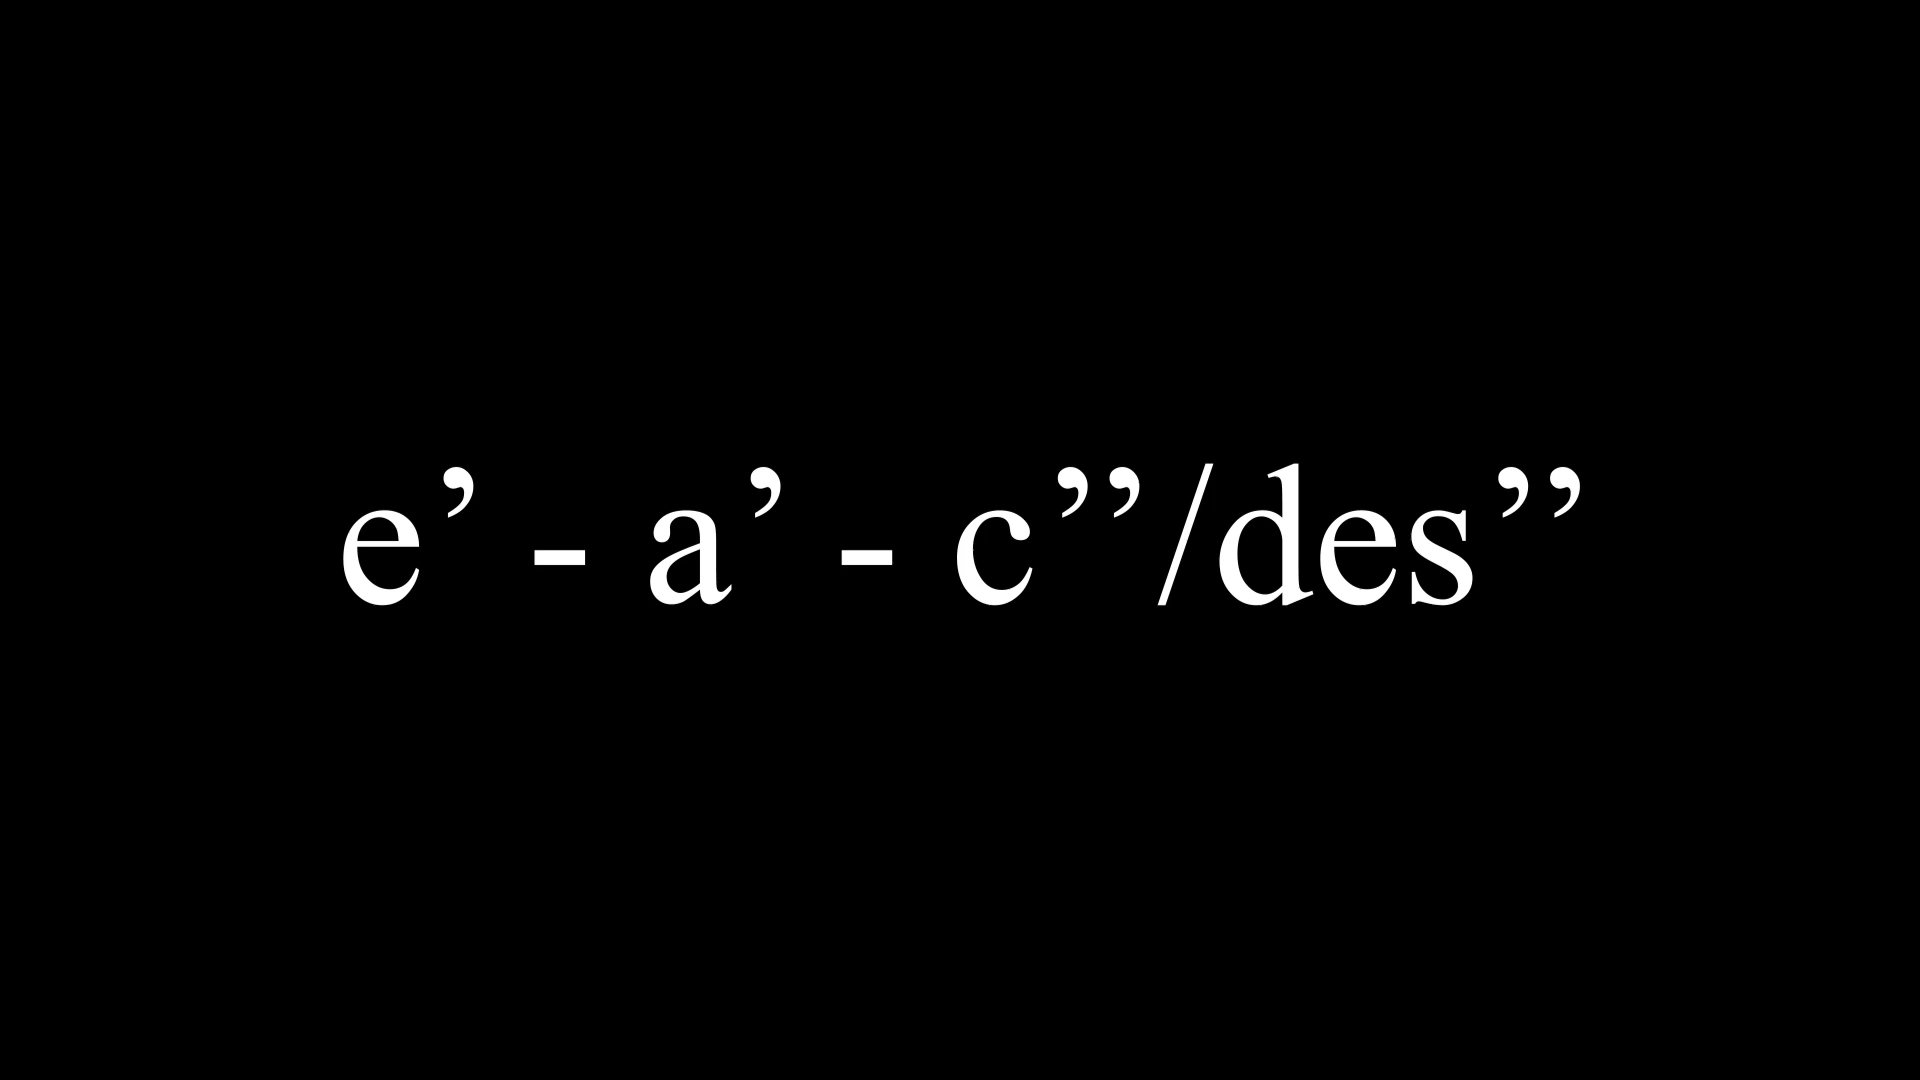 e’ - a’ - c’’/des’’